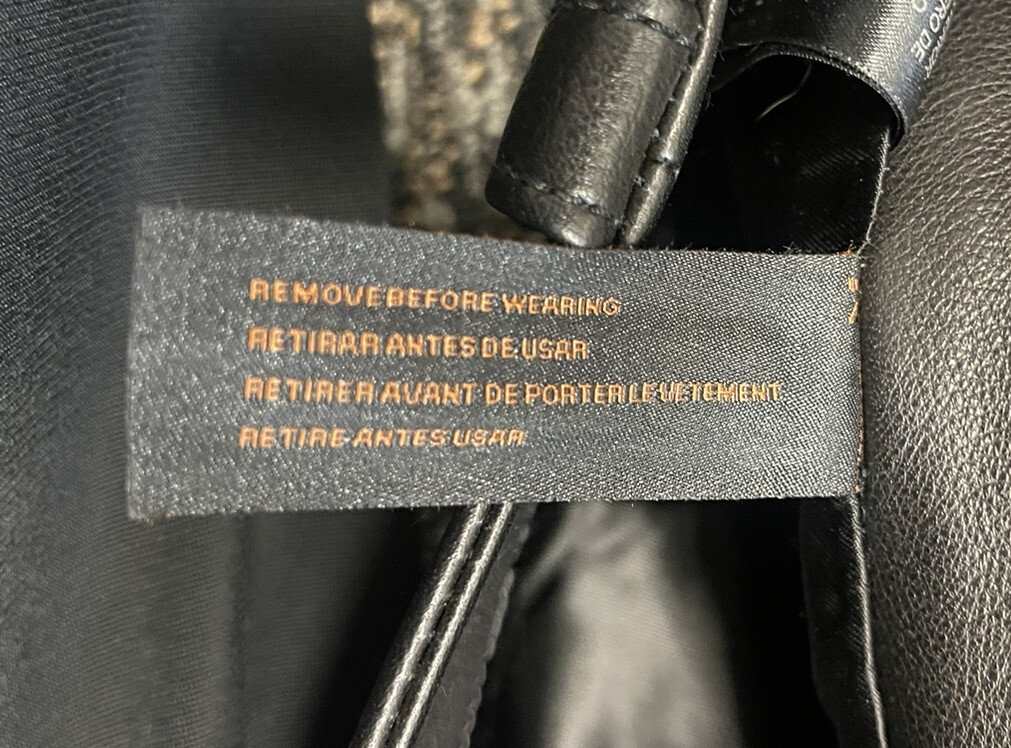 REMOVE BEFORE WEARING
RETIRAR ANTES DE USAR
RETIRER AVANT DE PORTER LE VETEMENT
RETIRE ANTES USAR